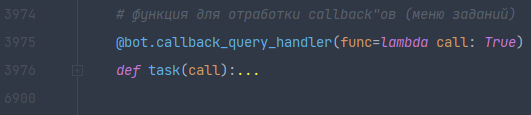 3974 # функция для отработки callback"ов (меню заданий)
3975 @bot.callback_query_handler(func=lambda call: True)
3976 def task(call):...
6900